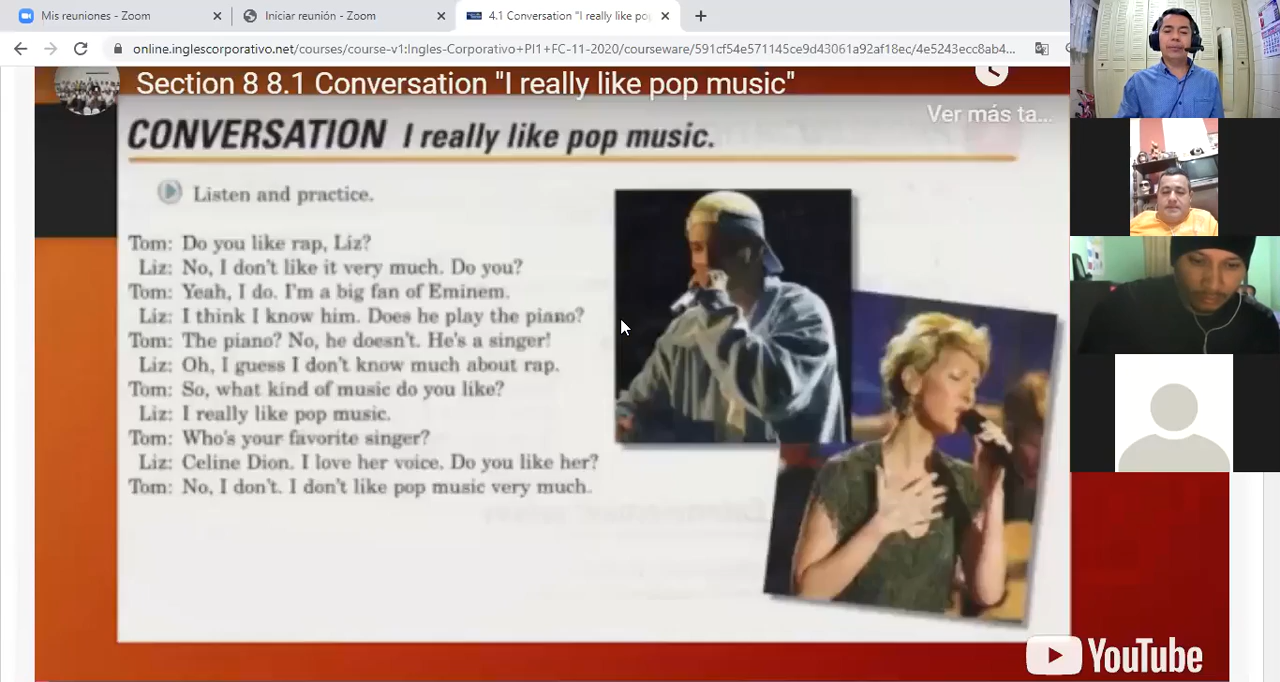 Mis reuniones - Zoom
Iniciar reunión - Zoom
4.1 Conversation "I really like po
online.inglescorporativo.net/courses/course-v1:Ingles-Corporativo+PI1+FC-11-2020/courseware/591cf54e571145ce9d43061a92af18ec/4e5243ecc8ab4...
Section 8 8.1 Conversation "I really like pop music"
Ver más ta...
CONVERSATION I really like pop music.
Listen and practice.
Tom: Do you like rap, Liz?
Liz: No, I don't like it very much. Do you?
Tom: Yeah, I do. I'm a big fan of Eminem.
Liz: I think I know him. Does he play the piano?
Tom: The piano? No, he doesn't. He's a singer!
Liz: Oh, I guess I don't know much about rap.
Tom: So, what kind of music do you like?
Liz: I really like pop music.
Tom: Who's your favorite singer?
Liz: Celine Dion. I love her voice. Do you like her?
Tom: No, I don't. I don't like pop music very much.
YouTube